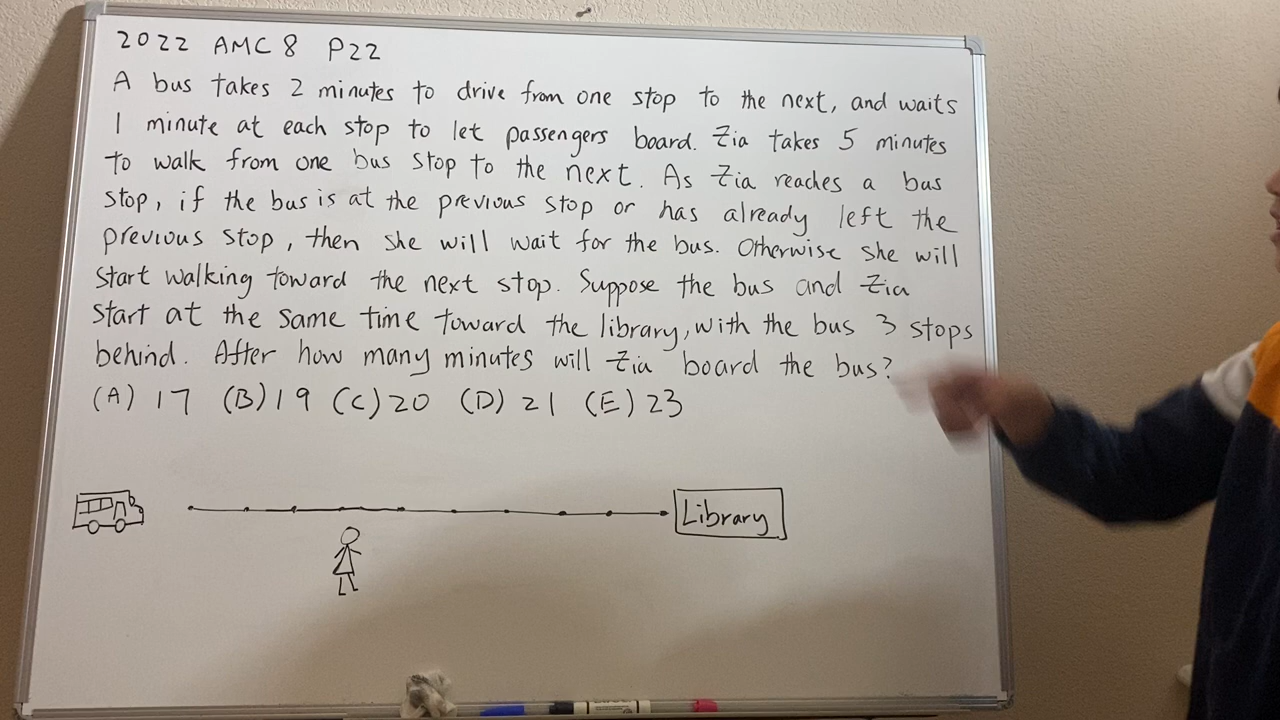 2022 AMC 8 P22
A bus takes 2 minutes to drive from one stop to the next, and waits
1 minute at each stop to let passengers board. Zia takes 5 minutes
to walk from one bus stop to the next. As Zia reaches a bus
stop, if the bus is at the previous stop or has already left the
previous stop, then she will wait for the bus. Otherwise she will
start walking toward the next stop. Suppose the bus and Zia
start at the same time toward the library, with the bus 3 stops
behind. After how many minutes will Zia board the bus?
(A) 17 (B) 19 (C) 20 (D) 21 (E) 23
Library